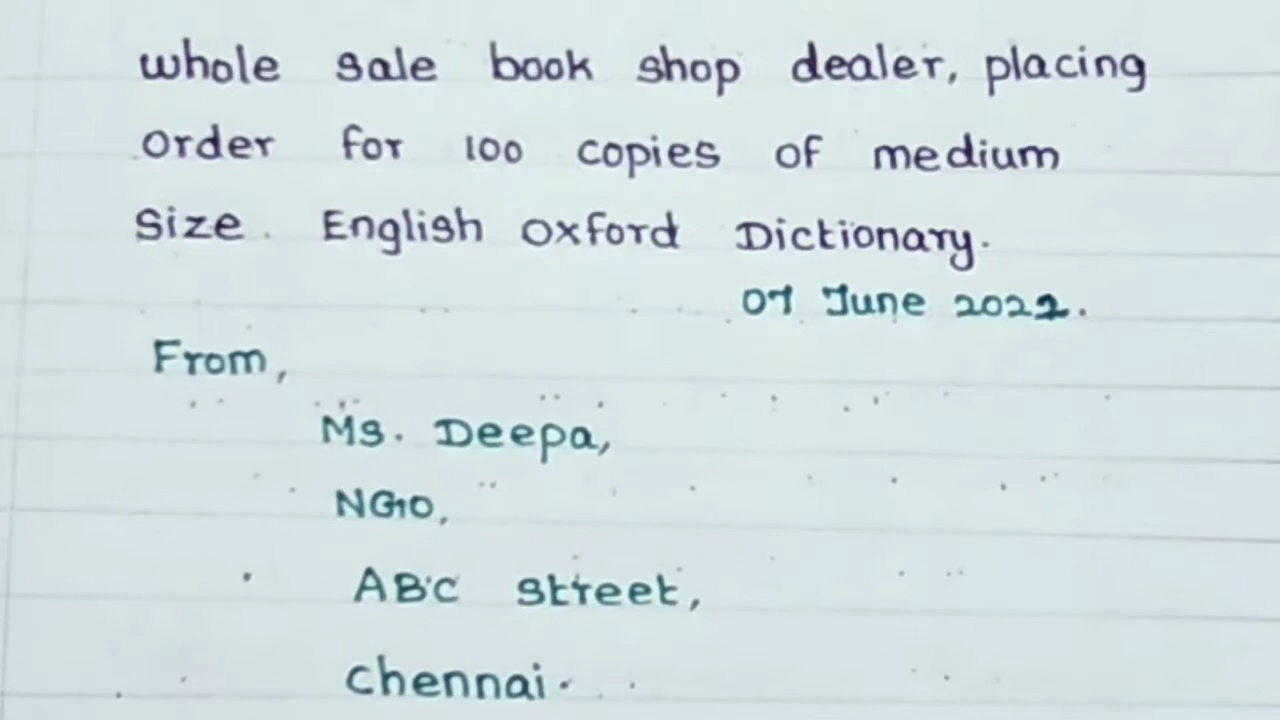 whole sale book shop dealer, placing
order for 100 copies of medium
Size. English Oxford Dictionary.
07 June 2022.
From,
Ms. Deepa,
NGO,
ABC street,
Chennai.